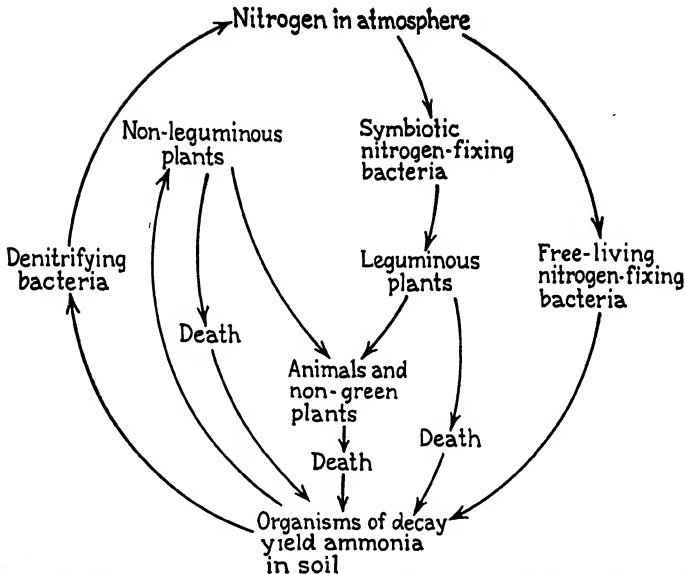 Nitrogen in atmosphere
Non-leguminous
plants
Symbiotic
nitrogen-fixing
bacteria
Denitrifying
bacteria
Leguminous
plants
Free-living
nitrogen-fixing
bacteria
Death
Animals and
non-green
plants
Death
Death
Organisms of decay
yield ammonia
in soil